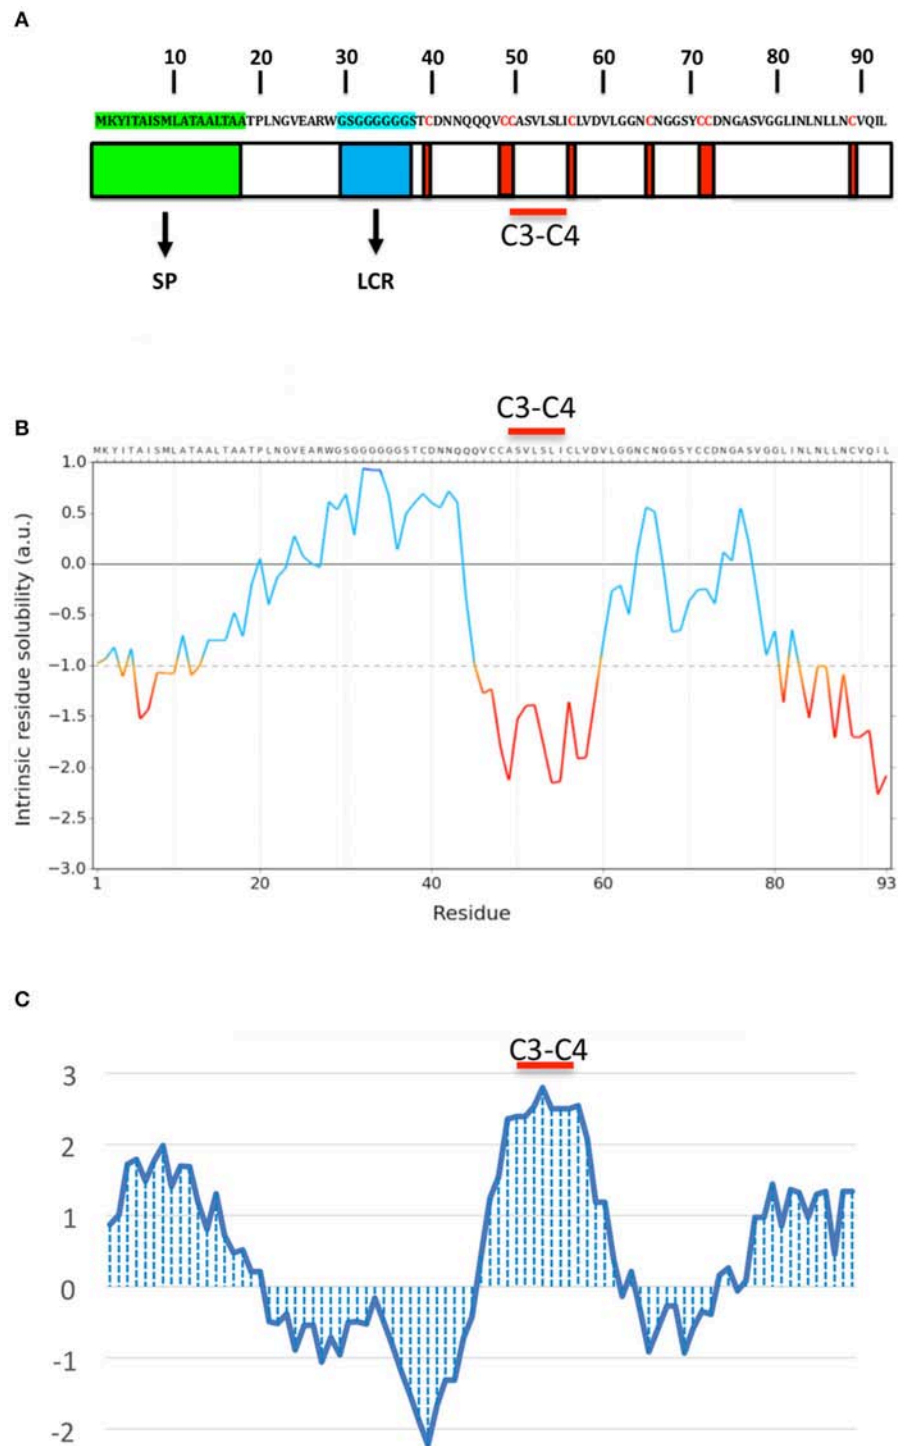 A
10 20 30 40 50 60 70 80 90
MKYITAISMLATAALTAATPLNGVEARWGSGGGGGGSTCDNNQQQVCCASVLSLICLVDVLGGNCNGGSYCCDNGASVGGLINLNLLNCVQIL
C3-C4
SP LCR
B
C3-C4
MKYITAISMLATAALTAATPLNGVEARWGSGGGGGGSTCDNNQQQVCCASVLSLICLVDVLGGNCNGGSYCCDNGASVGGLINLNLLNCVQIL
1.0
0.5
0.0
−0.5
−1.0
−1.5
−2.0
−2.5
−3.0
Intrinsic residue solubility (a.u.)
1 20 40 60 80 93
Residue
C
C3-C4
3
2
1
0
-1
-2